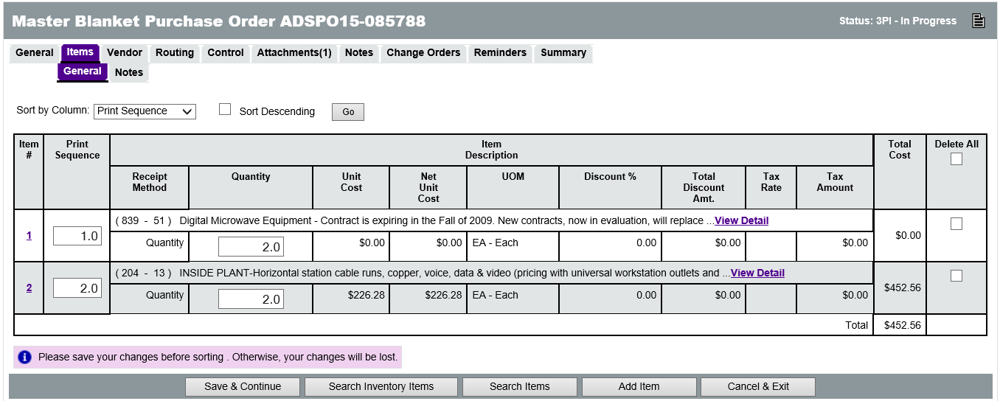 Master Blanket Purchase Order ADSPO15-085788
Status: 3PI - In Progress
General Items Vendor Routing Control Attachments(1) Notes Change Orders Reminders Summary
General Notes
Sort by Column: Print Sequence Sort Descending Go
Item # Print Sequence Item Description Total Cost Delete All
Receipt Method Quantity Unit Cost Net Unit Cost UOM Discount % Total Discount Amt. Tax Rate Tax Amount
( 839 - 51 ) Digital Microwave Equipment - Contract is expiring in the Fall of 2009. New contracts, now in evaluation, will replace ...View Detail
1 1.0 Quantity 2.0 $0.00 $0.00 EA - Each 0.00 $0.00 $0.00 $0.00
( 204 - 13 ) INSIDE PLANT-Horizontal station cable runs, copper, voice, data & video (pricing with universal workstation outlets and ...View Detail
2 2.0 Quantity 2.0 $226.28 $226.28 EA - Each 0.00 $0.00 $0.00 $452.56
Total $452.56
Please save your changes before sorting . Otherwise, your changes will be lost.
Save & Continue Search Inventory Items Search Items Add Item Cancel & Exit